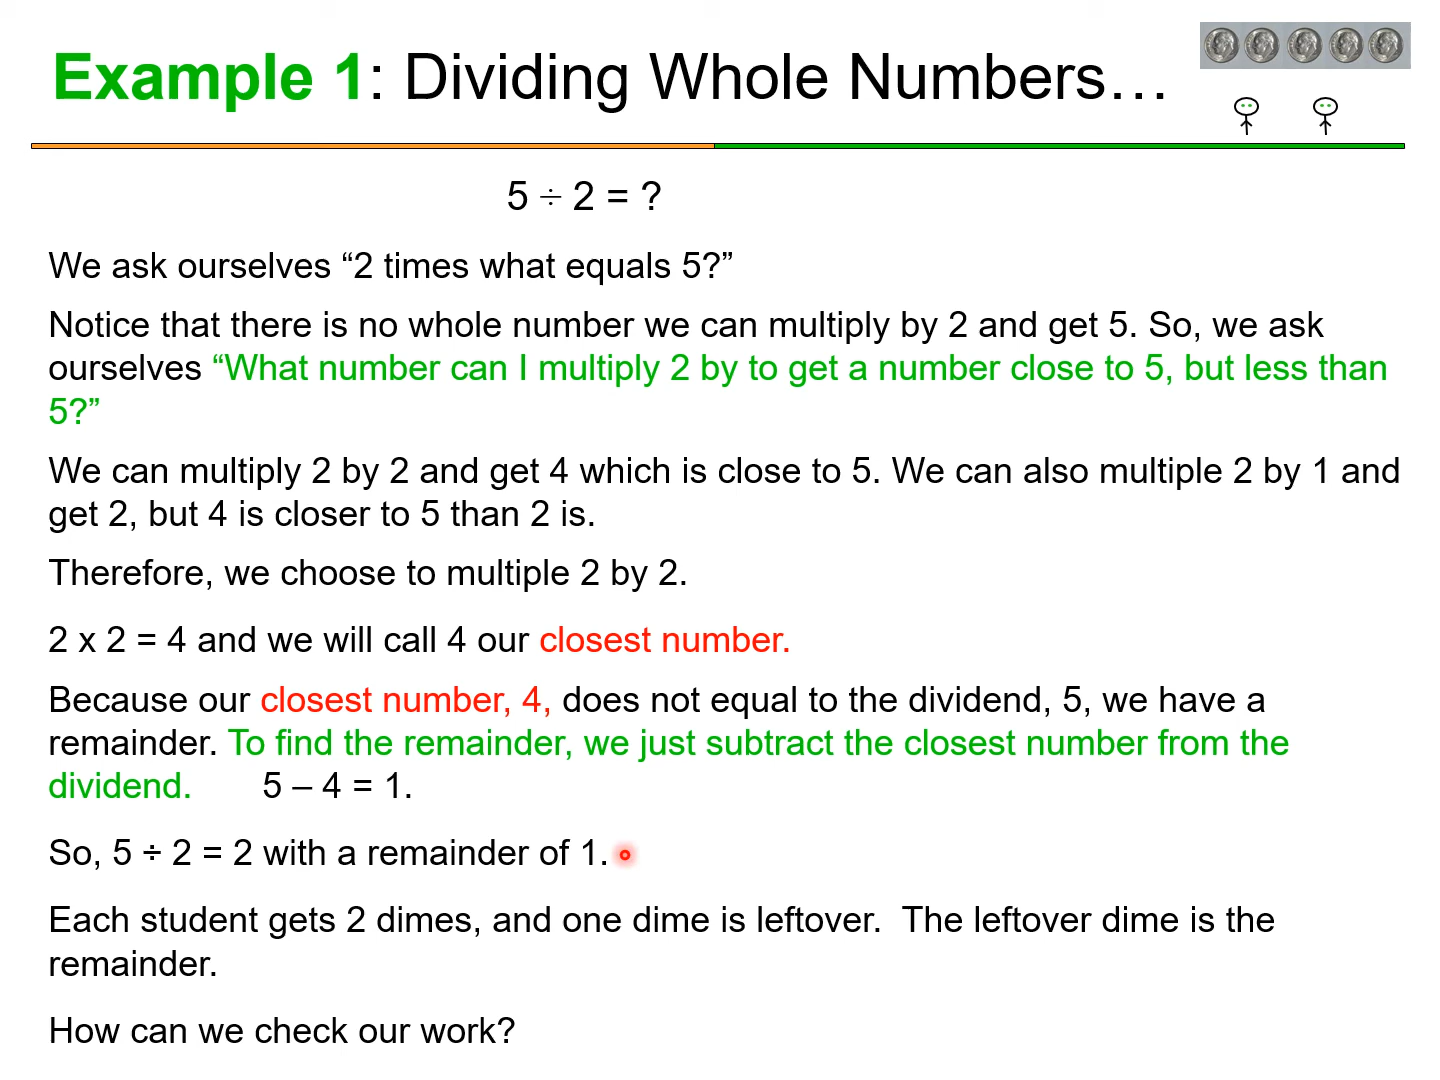 Example 1: Dividing Whole Numbers…
5 ÷ 2 = ?
We ask ourselves “2 times what equals 5?”
Notice that there is no whole number we can multiply by 2 and get 5. So, we ask
ourselves “What number can I multiply 2 by to get a number close to 5, but less than
5?”
We can multiply 2 by 2 and get 4 which is close to 5. We can also multiple 2 by 1 and
get 2, but 4 is closer to 5 than 2 is.
Therefore, we choose to multiple 2 by 2.
2 x 2 = 4 and we will call 4 our closest number.
Because our closest number, 4, does not equal to the dividend, 5, we have a
remainder. To find the remainder, we just subtract the closest number from the
dividend. 5 – 4 = 1.
So, 5 ÷ 2 = 2 with a remainder of 1.
Each student gets 2 dimes, and one dime is leftover. The leftover dime is the
remainder.
How can we check our work?